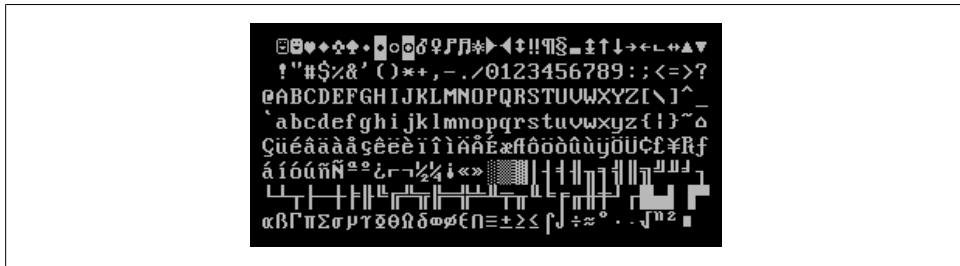 ☺☻♥♦♣♠•◘○◙♂♀♪♫☼►◄↕‼¶§▬↨↑↓→←∟↔▲▼
!"#$%&'()*+,-./0123456789:;<=>?
@ABCDEFGHIJKLMNOPQRSTUVWXYZ[\]^_
`abcdefghijklmnopqrstuvwxyz{|}~⌂
ÇüéâäàåçêëèïîìÄÅÉæÆôöòûùÿÖÜ¢£¥₧ƒ
áíóúñÑªº¿⌐¬½¼¡«»░▒▓│┤╡╢╖╕╣║╗╝╜╛┐
└┴┬├─┼╞╟╚╔╩╦╠═╬╧╨╤╥╙╘╒╓╫╪┘┌█▄▌▐▀
αßΓπΣσµτΦΘΩδ∞φε∩≡±≥≤⌠⌡÷≈°∙·√ⁿ²■